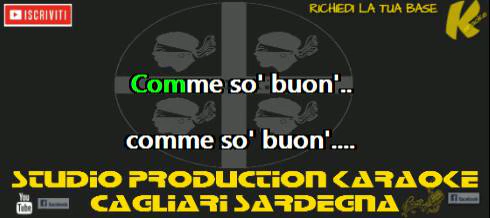 ISCRIVITI
RICHIEDI LA TUA BASE
Comme so' buon'..
comme so' buon'....
STUDIO PRODUCTION KARAOKE
CAGLIARI SARDEGNA
You Tube
facebook
facebook